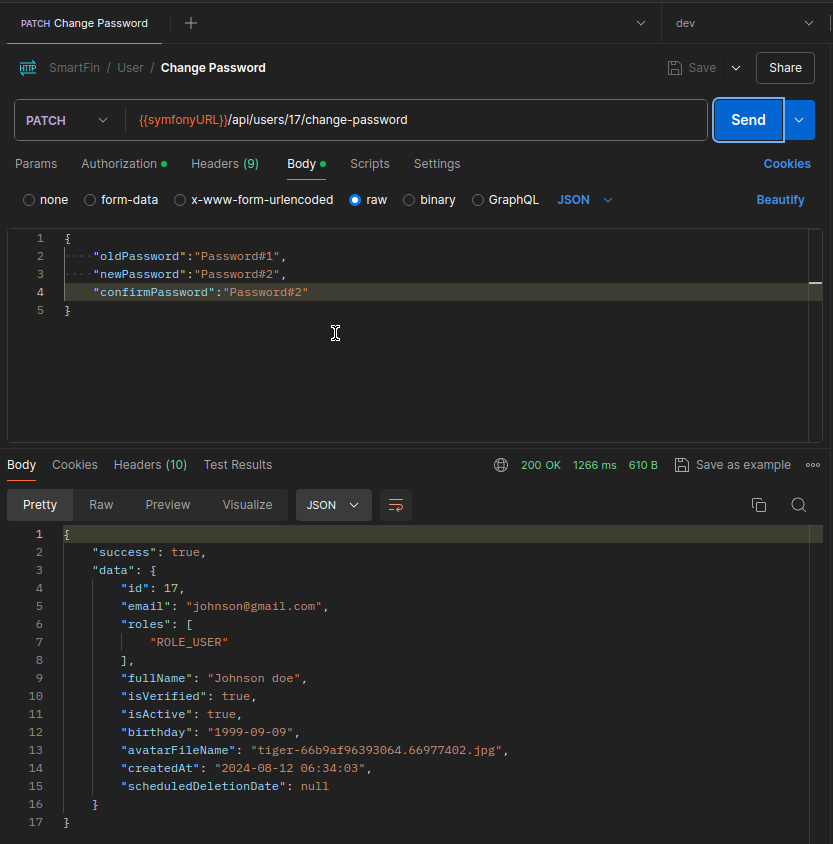 PATCH Change Password
dev
HTTP SmartFin / User / Change Password Save Share
PATCH {{symfonyURL}}/api/users/17/change-password Send
Params Authorization Headers (9) Body Scripts Settings Cookies
none form-data x-www-form-urlencoded raw binary GraphQL JSON Beautify
1 {
2 "oldPassword":"Password#1",
3 "newPassword":"Password#2",
4 "confirmPassword":"Password#2"
5 }
Body Cookies Headers (10) Test Results 200 OK 1266 ms 610 B Save as example
Pretty Raw Preview Visualize JSON
1 {
2 "success": true,
3 "data": {
4 "id": 17,
5 "email": "johnson@gmail.com",
6 "roles": [
7 "ROLE_USER"
8 ],
9 "fullName": "Johnson doe",
10 "isVerified": true,
11 "isActive": true,
12 "birthday": "1999-09-09",
13 "avatarFileName": "tiger-66b9af96393064.66977402.jpg",
14 "createdAt": "2024-08-12 06:34:03",
15 "scheduledDeletionDate": null
16 }
17 }